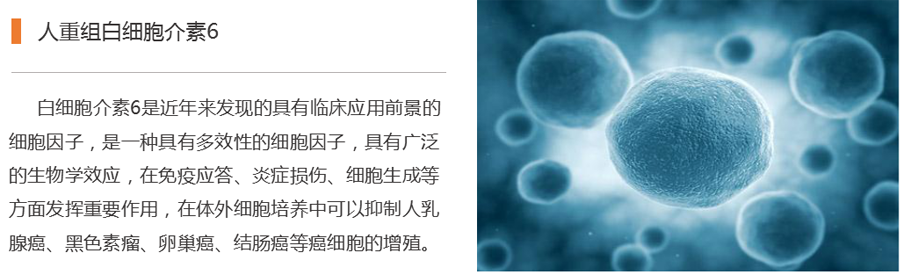 人重组白细胞介素6
白细胞介素6是近年来发现的具有临床应用前景的
细胞因子，是一种具有多效性的细胞因子，具有广泛
的生物学效应，在免疫应答、炎症损伤、细胞生成等
方面发挥重要作用，在体外细胞培养中可以抑制人乳
腺癌、黑色素瘤、卵巢癌、结肠癌等癌细胞的增殖。